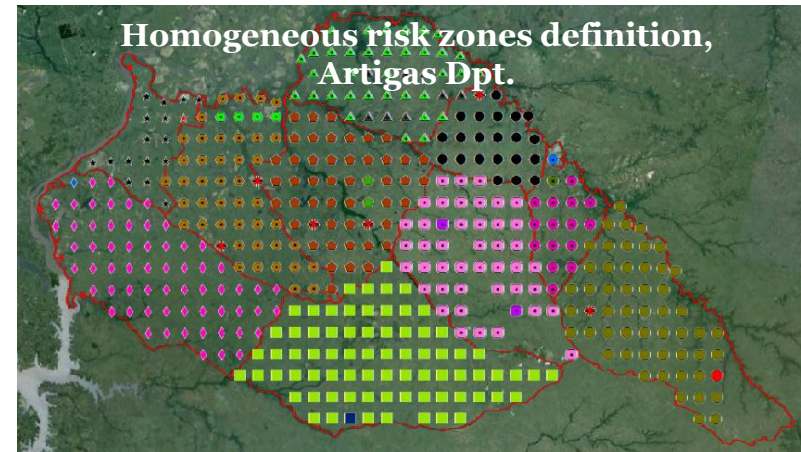 Homogeneous risk zones definition,
Artigas Dpt.